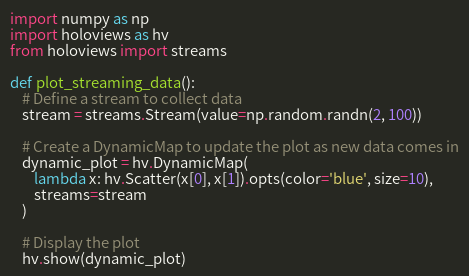 import numpy as np
import holoviews as hv
from holoviews import streams

def plot_streaming_data():
    # Define a stream to collect data
    stream = streams.Stream(value=np.random.randn(2, 100))

    # Create a DynamicMap to update the plot as new data comes in
    dynamic_plot = hv.DynamicMap(
        lambda x: hv.Scatter(x[0], x[1]).opts(color='blue', size=10),
        streams=stream
    )

    # Display the plot
    hv.show(dynamic_plot)